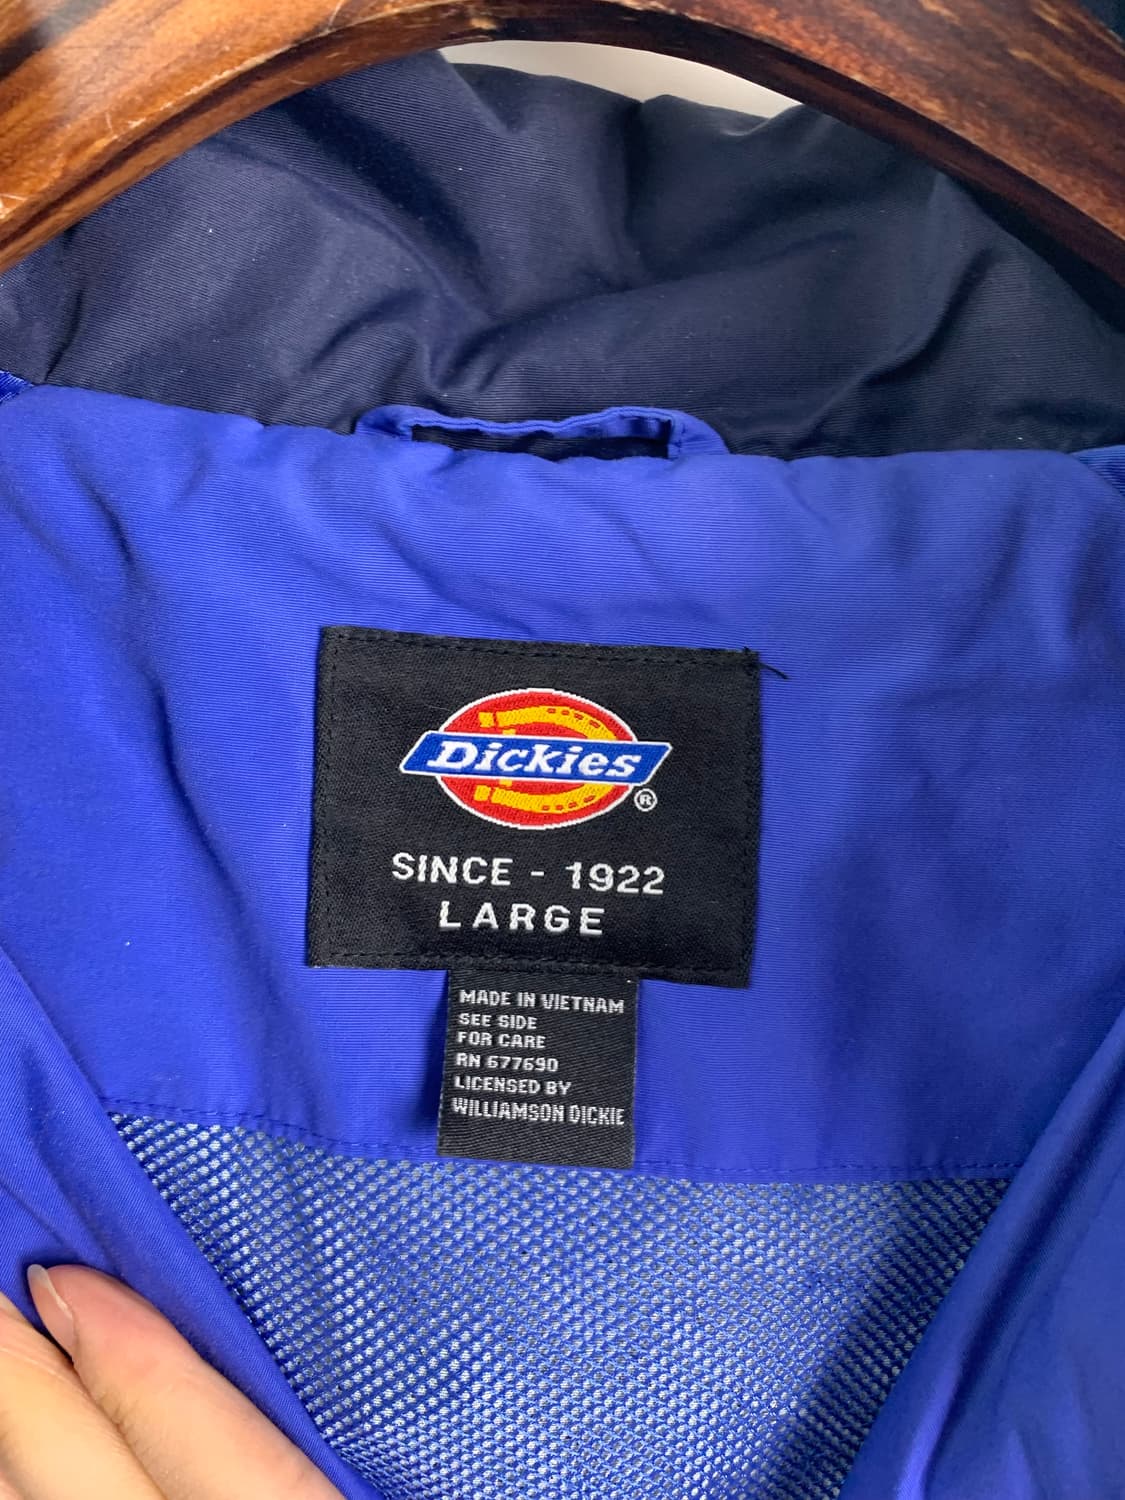 Dickies®
SINCE - 1922
LARGE
MADE IN VIETNAM
SEE SIDE
FOR CARE
RN 677690
LICENSED BY
WILLIAMSON DICKIE